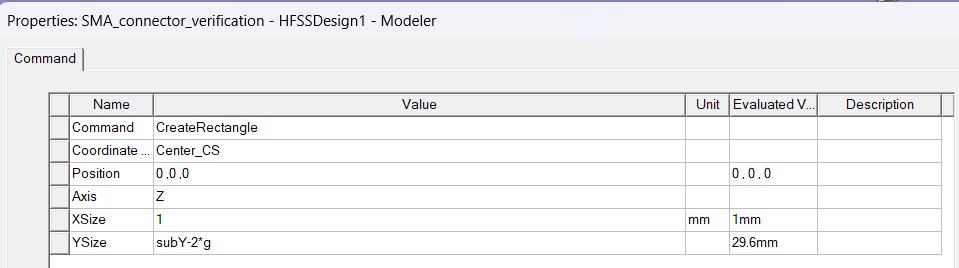 Properties: SMA_connector_verification - HFSSDesign1 - Modeler
Command
Name Value Unit Evaluated V... Description
Command CreateRectangle
Coordinate ... Center_CS
Position 0 ,0 ,0 0 , 0 , 0
Axis Z
XSize 1 mm 1mm
YSize subY-2*g 29.6mm